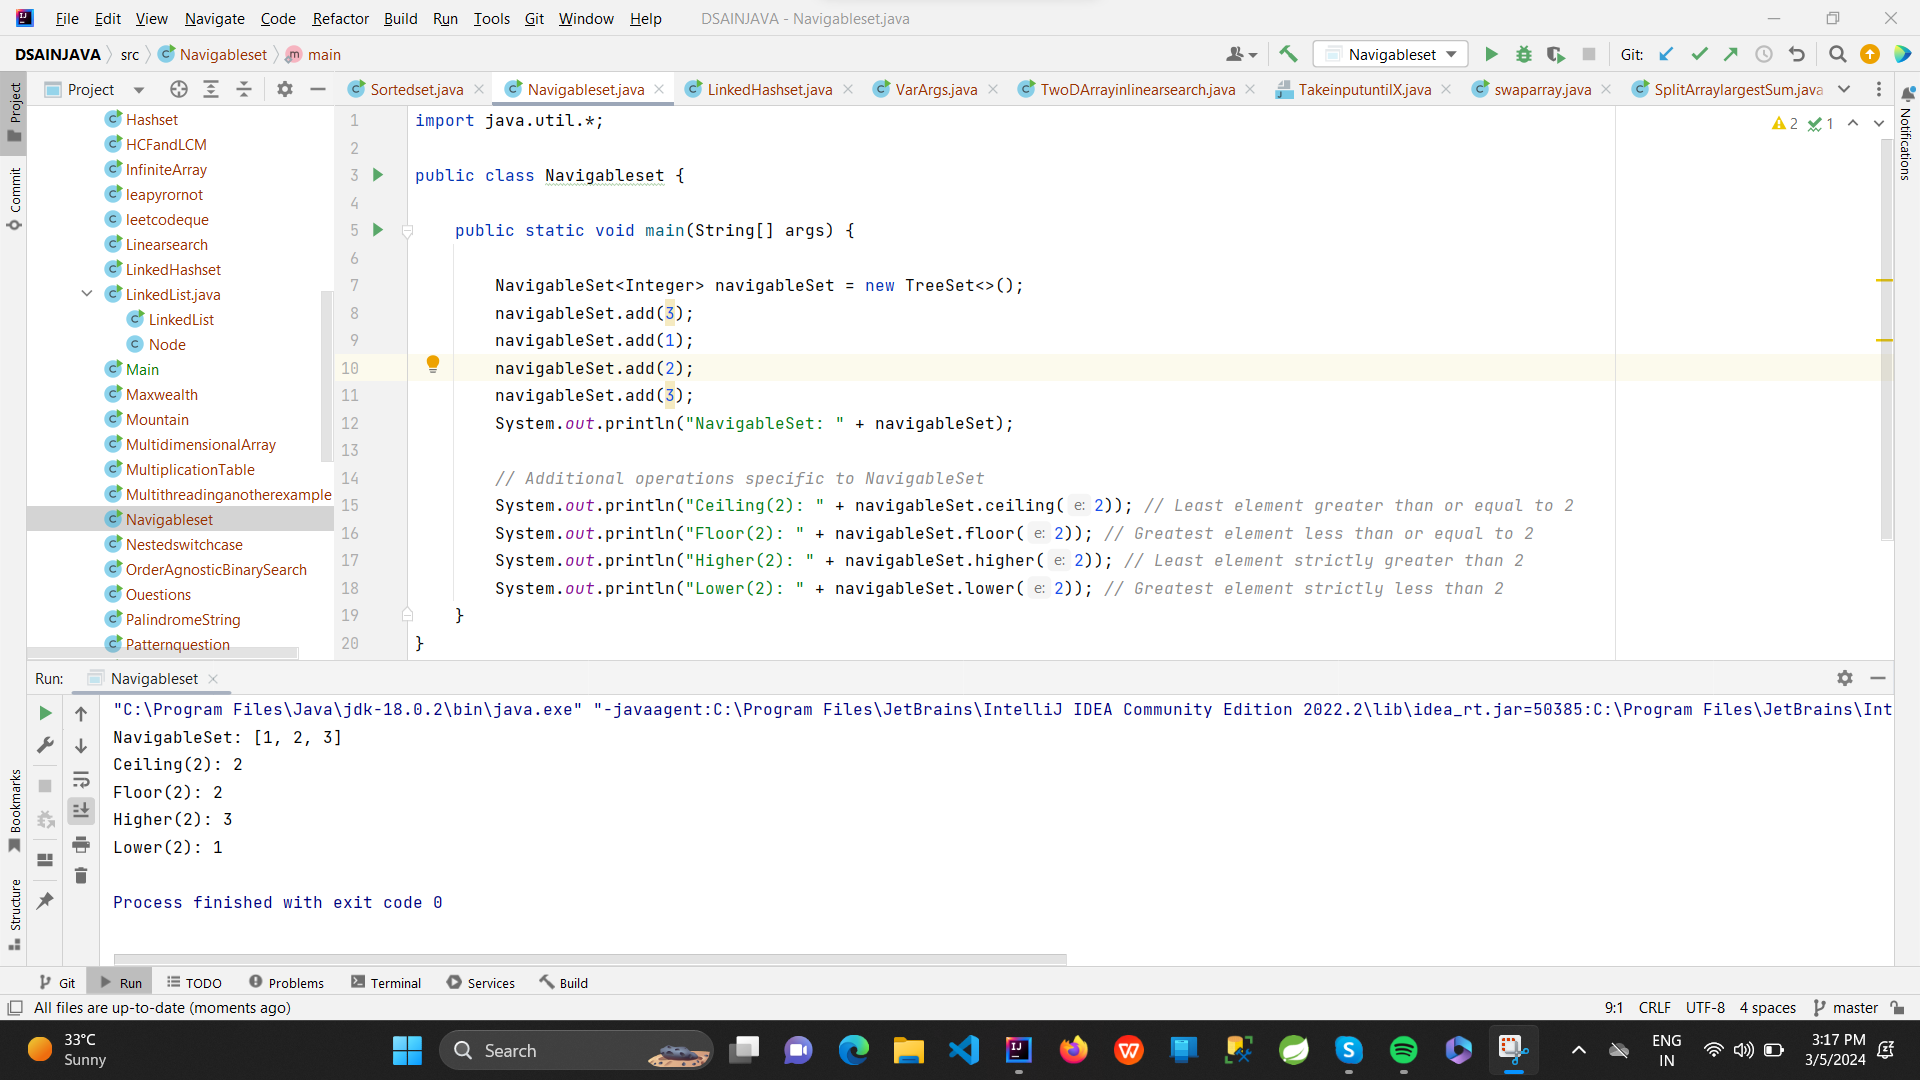 File Edit View Navigate Code Refactor Build Run Tools Git Window Help DSAINJAVA - Navigableset.java
DSAINJAVA src Navigableset main Navigableset Git:
Project Sortedset.java Navigableset.java LinkedHashset.java VarArgs.java TwoDArrayinlinearsearch.java TakeinputuntilX.java swaparray.java SplitArraylargestSum.java
Project
Commit
Bookmarks
Structure
Notifications
Hashset
HCFandLCM
InfiniteArray
leapyrornot
leetcodeque
Linearsearch
LinkedHashset
LinkedList.java
LinkedList
Node
Main
Maxwealth
Mountain
MultidimensionalArray
MultiplicationTable
Multithreadinganotherexample
Navigableset
Nestedswitchcase
OrderAgnosticBinarySearch
Ouestions
PalindromeString
Patternquestion
2 1
1 import java.util.*;
2
3 public class Navigableset {
4
5 public static void main(String[] args) {
6
7 NavigableSet<Integer> navigableSet = new TreeSet<>();
8 navigableSet.add(3);
9 navigableSet.add(1);
10 navigableSet.add(2);
11 navigableSet.add(3);
12 System.out.println("NavigableSet: " + navigableSet);
13
14 // Additional operations specific to NavigableSet
15 System.out.println("Ceiling(2): " + navigableSet.ceiling( e: 2)); // Least element greater than or equal to 2
16 System.out.println("Floor(2): " + navigableSet.floor( e: 2)); // Greatest element less than or equal to 2
17 System.out.println("Higher(2): " + navigableSet.higher( e: 2)); // Least element strictly greater than 2
18 System.out.println("Lower(2): " + navigableSet.lower( e: 2)); // Greatest element strictly less than 2
19 }
20 }
Run: Navigableset
"C:\Program Files\Java\jdk-18.0.2\bin\java.exe" "-javaagent:C:\Program Files\JetBrains\IntelliJ IDEA Community Edition 2022.2\lib\idea_rt.jar=50385:C:\Program Files\JetBrains\Int
NavigableSet: [1, 2, 3]
Ceiling(2): 2
Floor(2): 2
Higher(2): 3
Lower(2): 1
Process finished with exit code 0
Git Run TODO Problems Terminal Services Build
All files are up-to-date (moments ago) 9:1 CRLF UTF-8 4 spaces master
33°C
Sunny
Search
ENG
IN
3:17 PM
3/5/2024